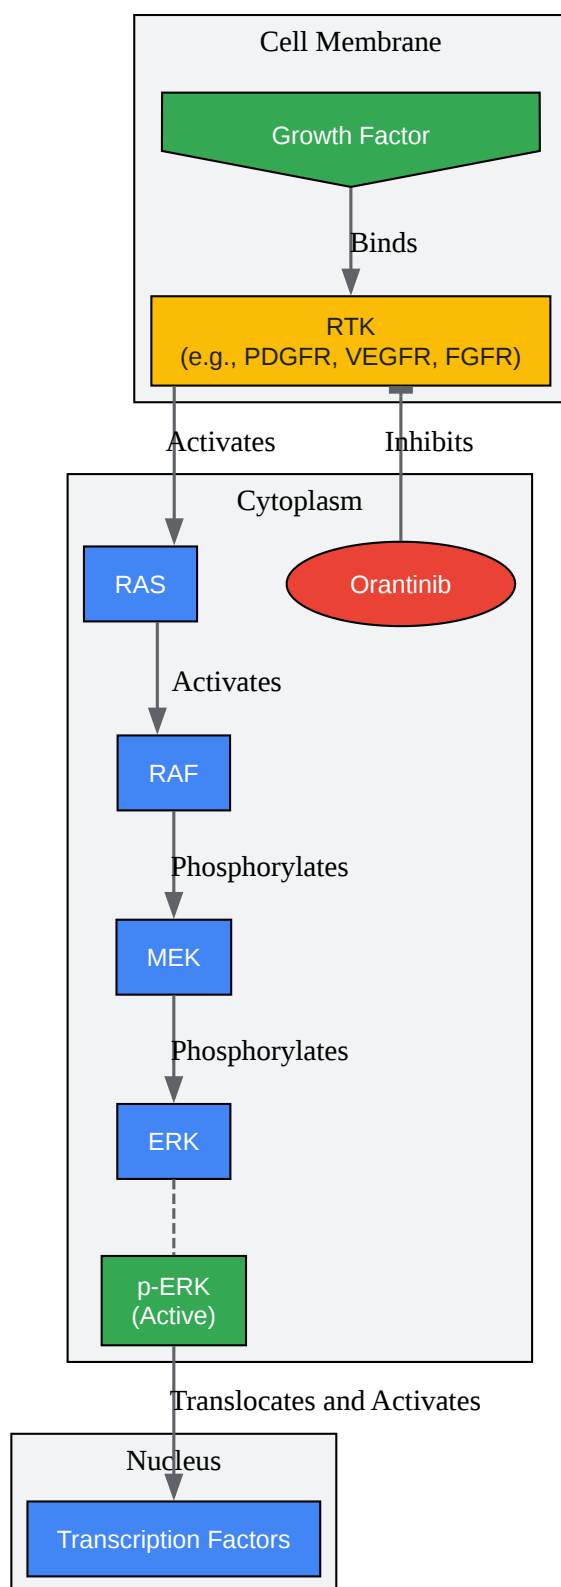 Cell Membrane
Growth Factor
Binds
RTK
(e.g., PDGFR, VEGFR, FGFR)
Activates
Inhibits
Cytoplasm
RAS
Orantinib
Activates
RAF
Phosphorylates
MEK
Phosphorylates
ERK
p-ERK
(Active)
Translocates and Activates
Nucleus
Transcription Factors